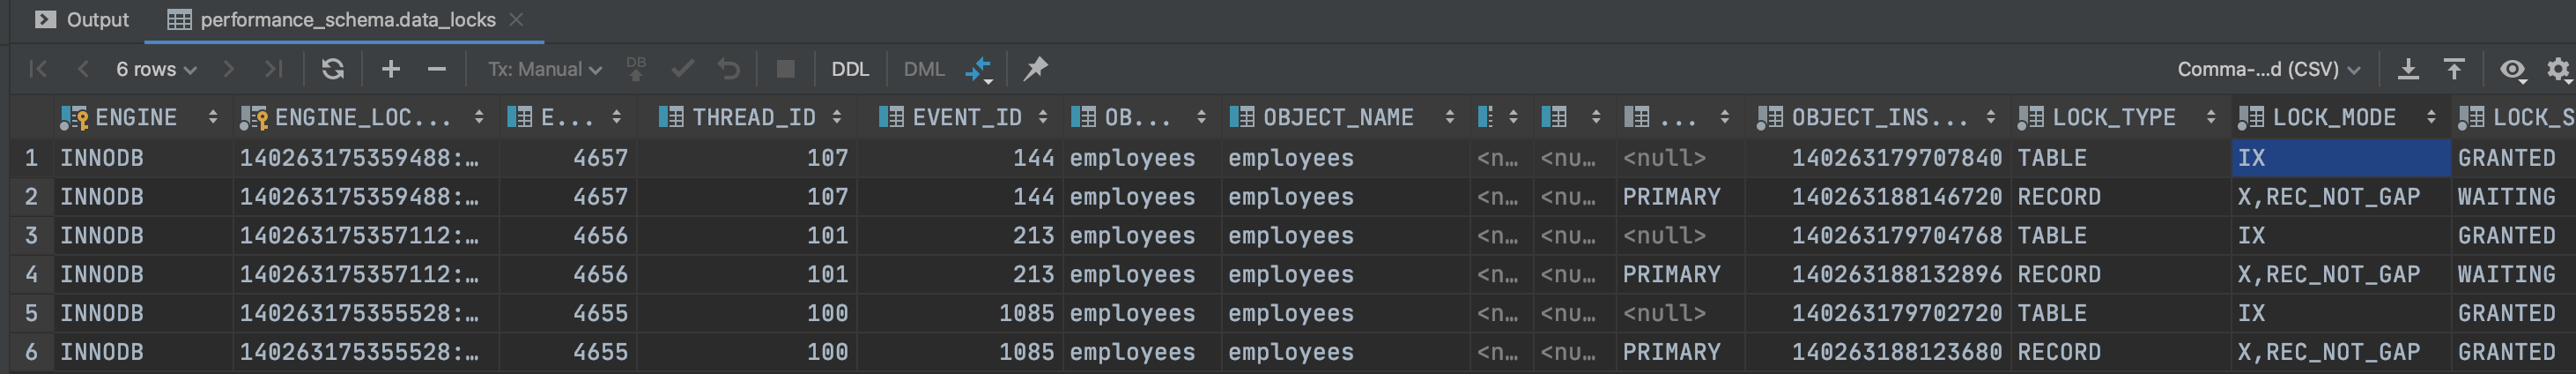 Output performance_schema.data_locks
6 rows Tx: Manual DB DDL DML Comma-...d (CSV)
ENGINE ENGINE_LOC... E... THREAD_ID EVENT_ID OB... OBJECT_NAME ... OBJECT_INS... LOCK_TYPE LOCK_MODE LOCK_S
1 INNODB 140263175359488:... 4657 107 144 employees employees <n... <nu... <null> 140263179707840 TABLE IX GRANTED
2 INNODB 140263175359488:... 4657 107 144 employees employees <n... <nu... PRIMARY 140263188146720 RECORD X,REC_NOT_GAP WAITING
3 INNODB 140263175357112:... 4656 101 213 employees employees <n... <nu... <null> 140263179704768 TABLE IX GRANTED
4 INNODB 140263175357112:... 4656 101 213 employees employees <n... <nu... PRIMARY 140263188132896 RECORD X,REC_NOT_GAP WAITING
5 INNODB 140263175355528:... 4655 100 1085 employees employees <n... <nu... <null> 140263179702720 TABLE IX GRANTED
6 INNODB 140263175355528:... 4655 100 1085 employees employees <n... <nu... PRIMARY 140263188123680 RECORD X,REC_NOT_GAP GRANTED